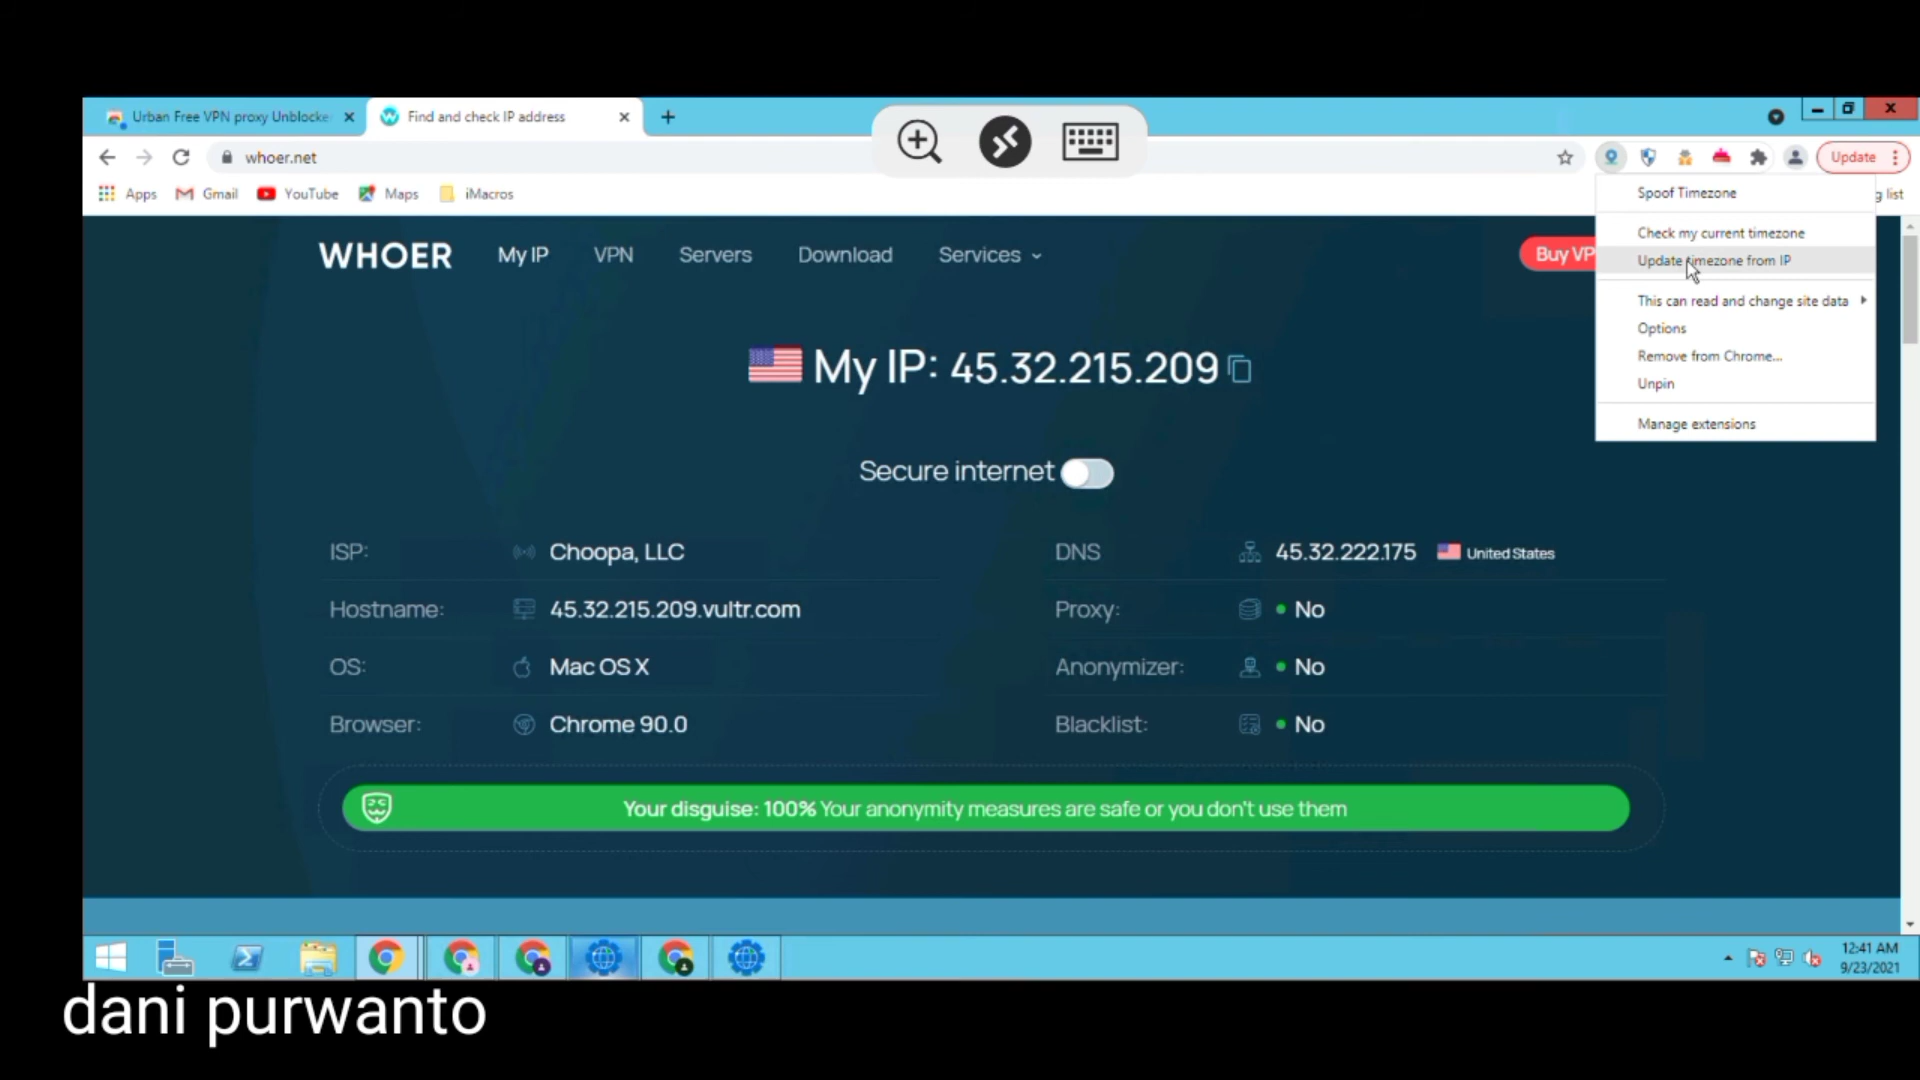 Urban Free VPN proxy Unblocke
Find and check IP address
whoer.net
Update
Apps
Gmail
YouTube
Maps
iMacros
g list
Spoof Timezone
Check my current timezone
Update timezone from IP
This can read and change site data
Options
Remove from Chrome...
Unpin
Manage extensions
WHOER
My IP
VPN
Servers
Download
Services
Buy VP
My IP: 45.32.215.209
Secure internet
ISP: Choopa, LLC
DNS 45.32.222.175 United States
Hostname: 45.32.215.209.vultr.com
Proxy: No
OS: Mac OS X
Anonymizer: No
Browser: Chrome 90.0
Blacklist: No
Your disguise: 100% Your anonymity measures are safe or you don't use them
12:41 AM
9/23/2021
dani purwanto